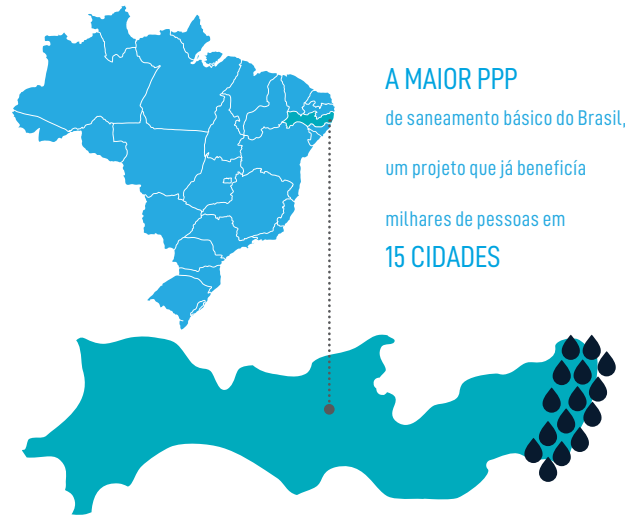 A MAIOR PPP
de saneamento básico do Brasil,
um projeto que já beneficía
milhares de pessoas em
15 CIDADES